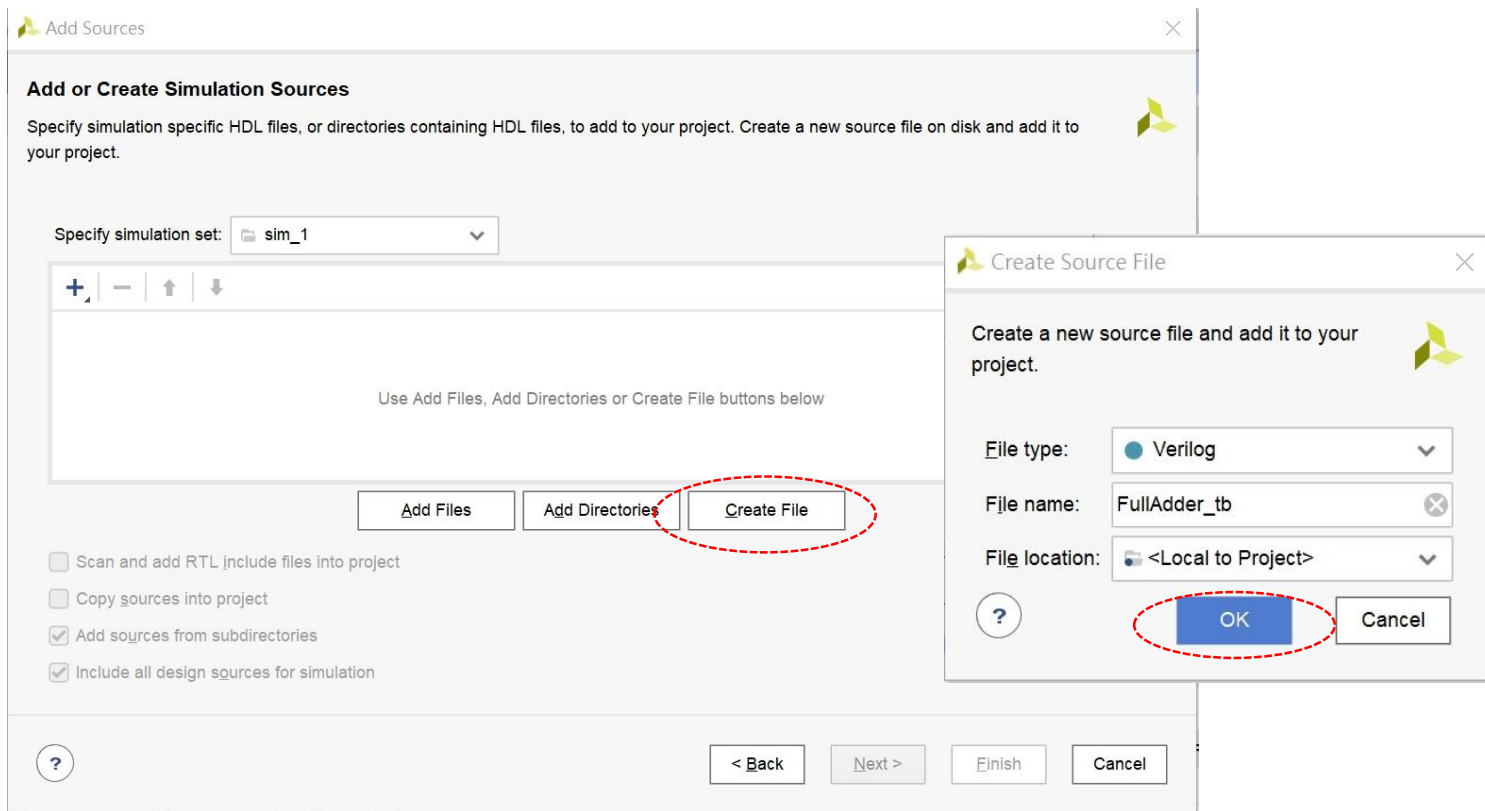 Add Sources
Add or Create Simulation Sources
Specify simulation specific HDL files, or directories containing HDL files, to add to your project. Create a new source file on disk and add it to
your project.
Specify simulation set: sim_1
Use Add Files, Add Directories or Create File buttons below
Add Files Add Directories Create File
Scan and add RTL include files into project
Copy sources into project
Add sources from subdirectories
Include all design sources for simulation
? < Back Next > Finish Cancel
Create Source File
Create a new source file and add it to your
project.
File type: Verilog
File name: FullAdder_tb
File location: <Local to Project>
? OK Cancel